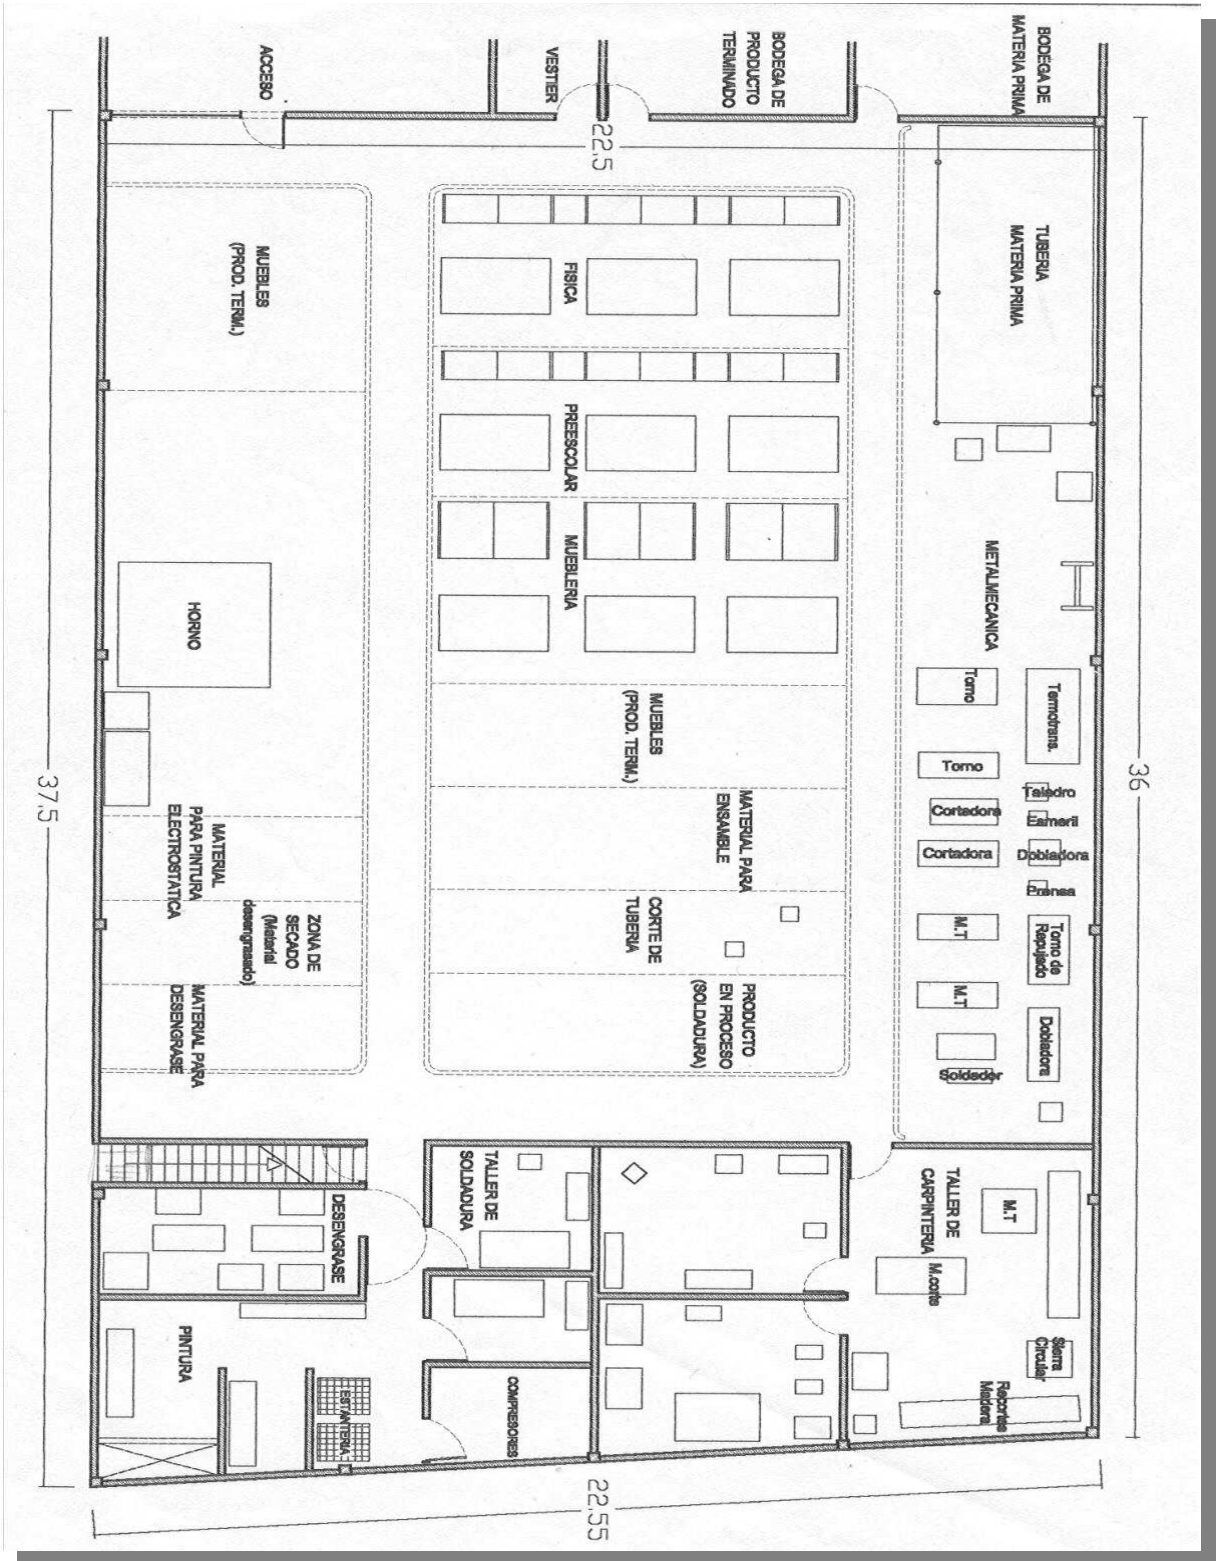 ACCESO
VESTIER
BODEGA DE
PRODUCTO
TERMINADO
BODEGA DE
MATERIA PRIMA
22.5
37.5
36
22.55
MUEBLES
(PROD. TERM.)
FISICA
PREESCOLAR
MUEBLERIA
TUBERIA
MATERIA PRIMA
METALMECANICA
HORNO
MUEBLES
(PROD. TERM.)
MATERIAL PARA
ENSAMBLE
CORTE DE
TUBERIA
PRODUCTO
EN PROCESO
(SOLDADURA)
MATERIAL
PARA PINTURA
ELECTROSTATICA
ZONA DE
SECADO
(Material
desengrasado)
MATERIAL PARA
DESENGRASE
Torno
Termotrans.
Torno
Taladro
Cortadora
Esmeril
Cortadora
Dobladora
Prensa
M.T
Torno de
Repujado
M.T
Dobladora
Soldador
DESENGRASE
TALLER DE
SOLDADURA
TALLER DE
CARPINTERIA
M.T
M.corte
Sierra
Circular
Recortes
Madera
PINTURA
ESTANTERIA
COMPRESORES